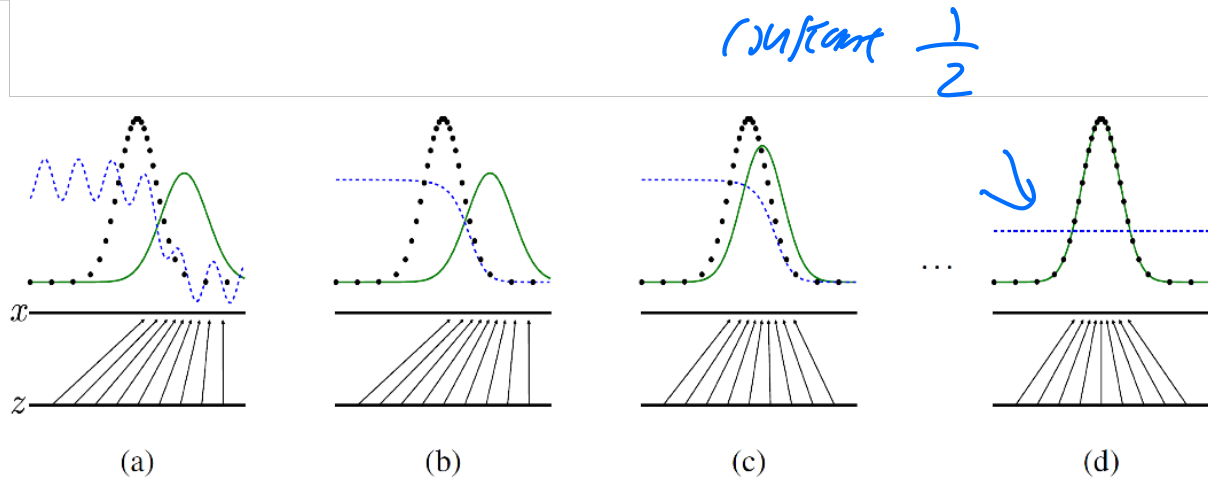 constant 1/2
. . .
x
z
(a) (b) (c) (d)